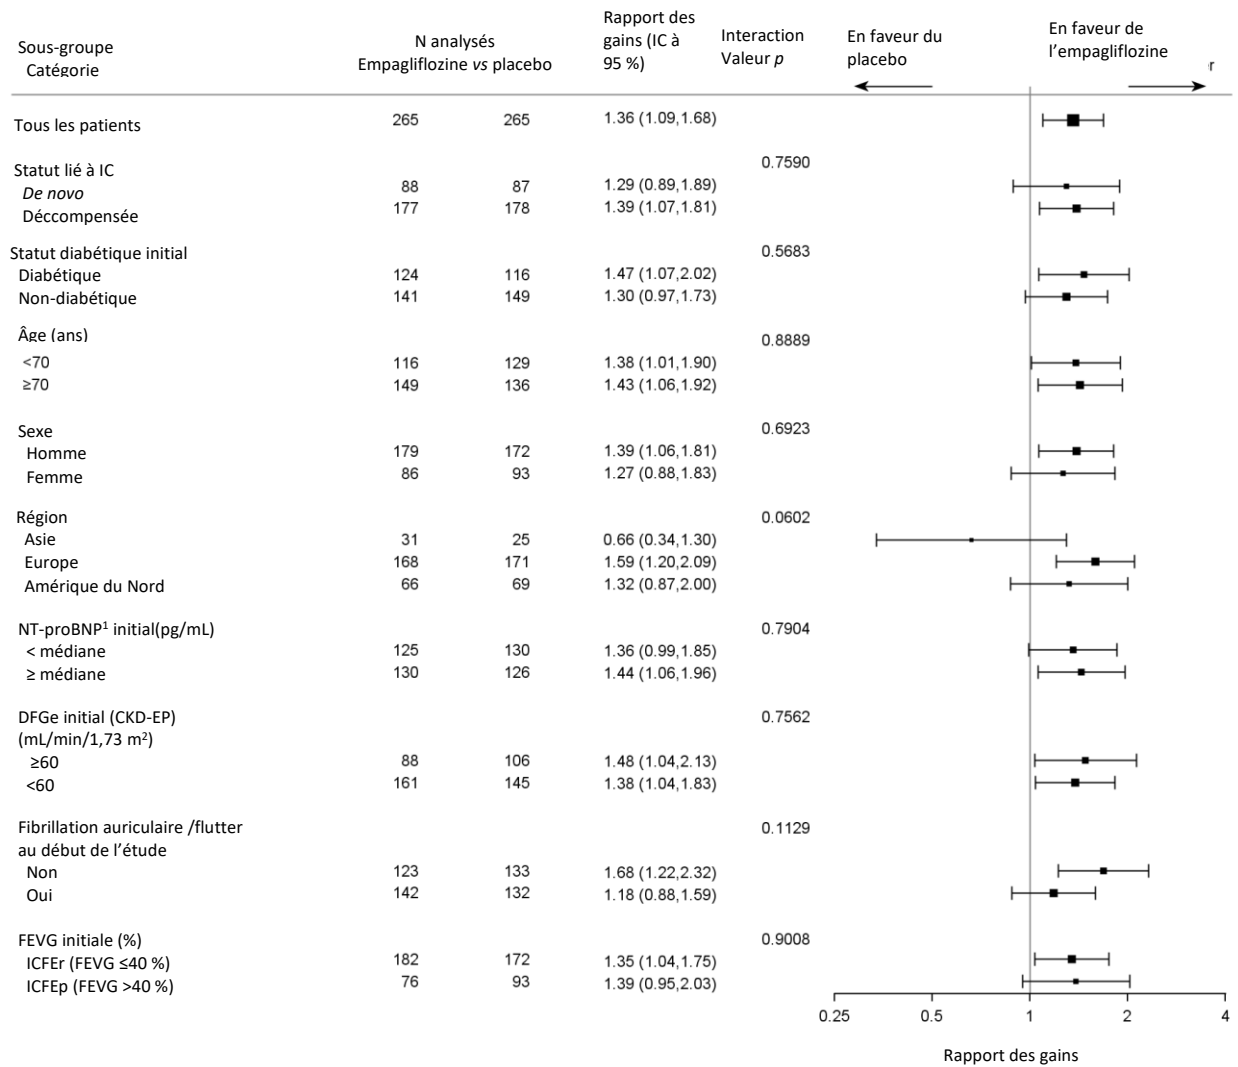 Sous-groupe
Catégorie
N analysés
Empagliflozine vs placebo
Rapport des
gains (IC à
95 %)
Interaction
Valeur p
En faveur du
placebo
En faveur de
l’empagliflozine
r
Tous les patients 265 265 1.36 (1.09,1.68)
Statut lié à IC 0.7590
De novo 88 87 1.29 (0.89,1.89)
Déccompensée 177 178 1.39 (1.07,1.81)
Statut diabétique initial 0.5683
Diabétique 124 116 1.47 (1.07,2.02)
Non-diabétique 141 149 1.30 (0.97,1.73)
Âge (ans) 0.8889
<70 116 129 1.38 (1.01,1.90)
≥70 149 136 1.43 (1.06,1.92)
Sexe 0.6923
Homme 179 172 1.39 (1.06,1.81)
Femme 86 93 1.27 (0.88,1.83)
Région 0.0602
Asie 31 25 0.66 (0.34,1.30)
Europe 168 171 1.59 (1.20,2.09)
Amérique du Nord 66 69 1.32 (0.87,2.00)
NT-proBNP¹ initial(pg/mL) 0.7904
< médiane 125 130 1.36 (0.99,1.85)
≥ médiane 130 126 1.44 (1.06,1.96)
DFGe initial (CKD-EP) 0.7562
(mL/min/1,73 m²)
≥60 88 106 1.48 (1.04,2.13)
<60 161 145 1.38 (1.04,1.83)
Fibrillation auriculaire /flutter 0.1129
au début de l’étude
Non 123 133 1.68 (1.22,2.32)
Oui 142 132 1.18 (0.88,1.59)
FEVG initiale (%) 0.9008
ICFEr (FEVG ≤40 %) 182 172 1.35 (1.04,1.75)
ICFEp (FEVG >40 %) 76 93 1.39 (0.95,2.03)
0.25 0.5 1 2 4
Rapport des gains